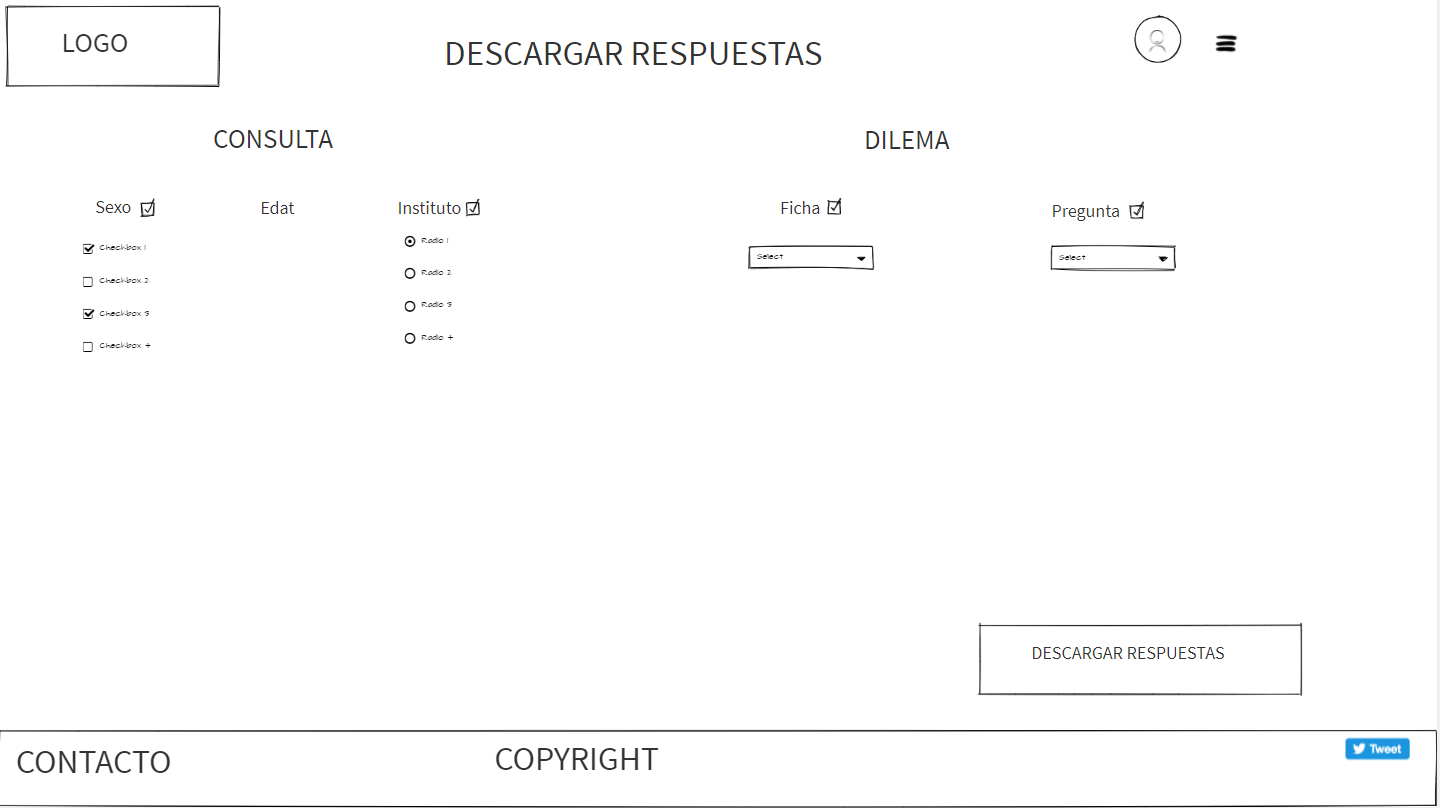 LOGO
DESCARGAR RESPUESTAS
CONSULTA
DILEMA
Sexo
Edat
Instituto
Ficha
Pregunta
Checkbox 1
Checkbox 2
Checkbox 3
Checkbox 4
Radio 1
Radio 2
Radio 3
Radio 4
Select
Select
DESCARGAR RESPUESTAS
CONTACTO
COPYRIGHT
Tweet